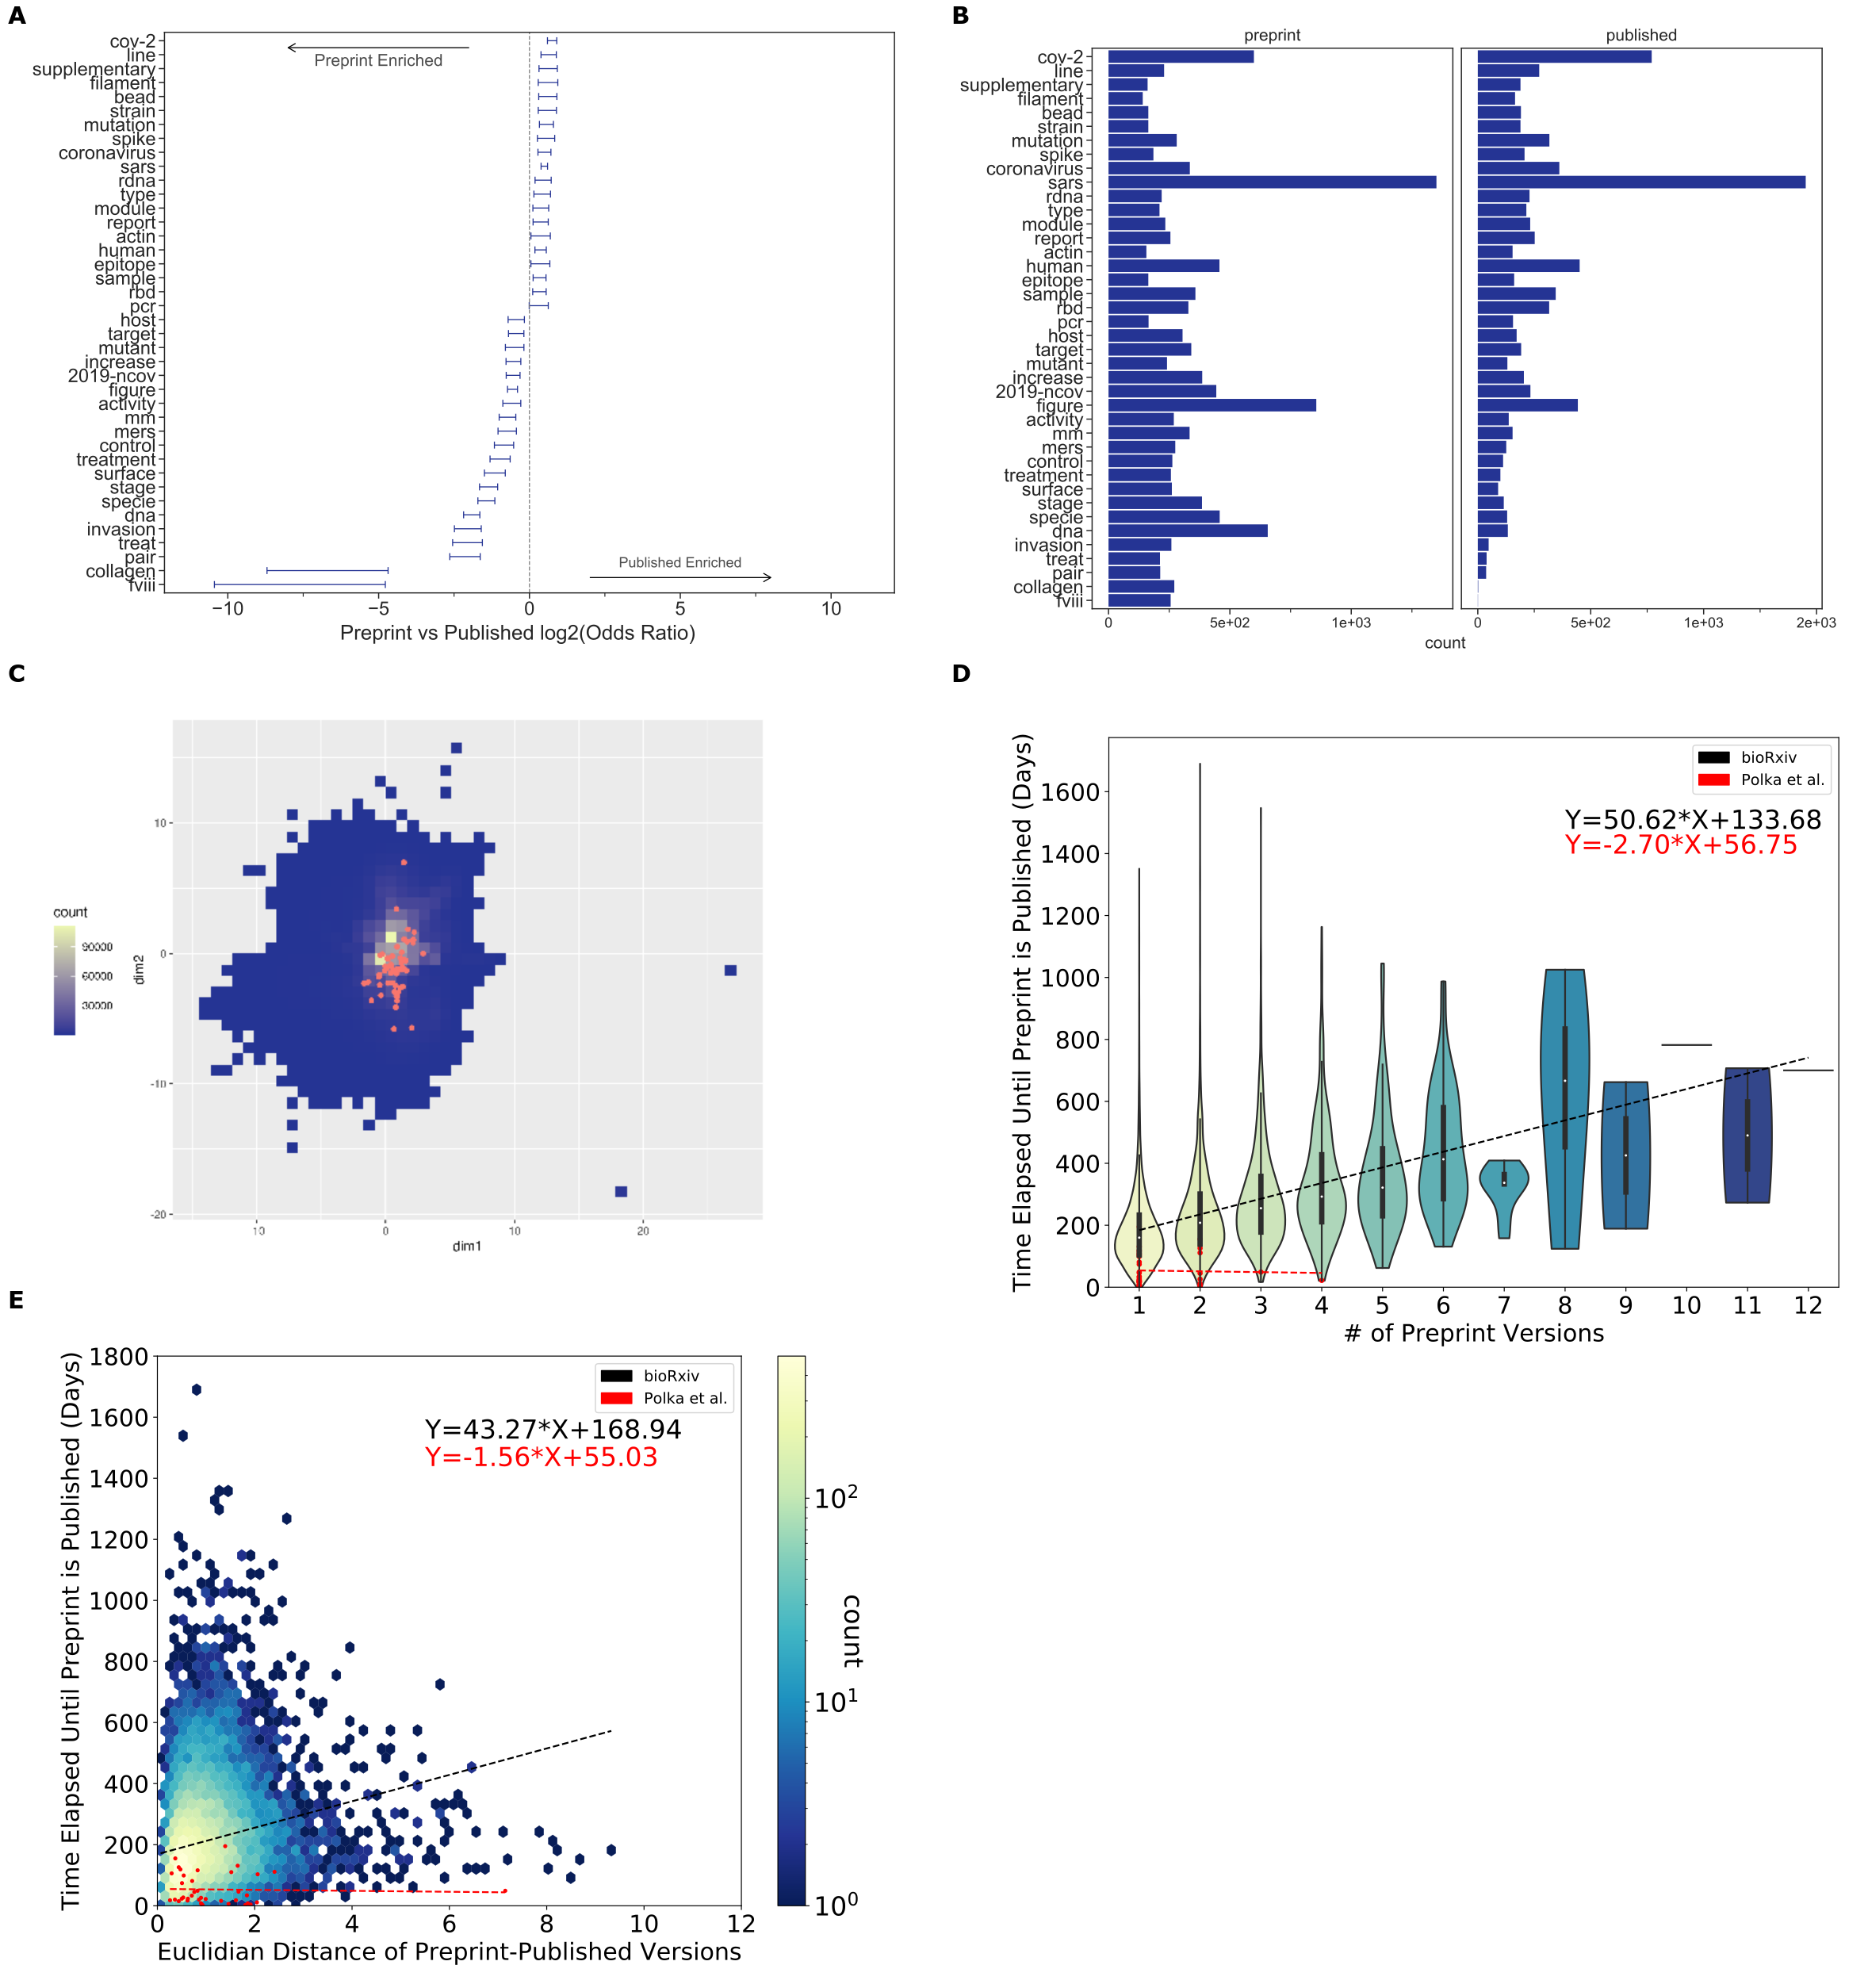 A
cov-2
line
supplementary
filament
bead
strain
mutation
spike
coronavirus
sars
rdna
type
module
report
actin
human
epitope
sample
rbd
pcr
host
target
mutant
increase
2019-ncov
figure
activity
mm
mers
control
treatment
surface
stage
specie
dna
invasion
treat
pair
collagen
fviii
Preprint Enriched
Published Enriched
−10 −5 0 5 10
Preprint vs Published log2(Odds Ratio)
B
preprint published
cov-2
line
supplementary
filament
bead
strain
mutation
spike
coronavirus
sars
rdna
type
module
report
actin
human
epitope
sample
rbd
pcr
host
target
mutant
increase
2019-ncov
figure
activity
mm
mers
control
treatment
surface
stage
specie
dna
invasion
treat
pair
collagen
fviii
0 5e+02 1e+03 0 5e+02 1e+03 2e+03
count
C
count
90000
60000
30000
dim2
10
0
-10
-20
10 0 10 20
dim1
D
Time Elapsed Until Preprint is Published (Days)
1600
1400
1200
1000
800
600
400
200
0
bioRxiv
Polka et al.
Y=50.62*X+133.68
Y=-2.70*X+56.75
1 2 3 4 5 6 7 8 9 10 11 12
# of Preprint Versions
E
Time Elapsed Until Preprint is Published (Days)
1800
1600
1400
1200
1000
800
600
400
200
0
bioRxiv
Polka et al.
Y=43.27*X+168.94
Y=-1.56*X+55.03
0 2 4 6 8 10 12
Euclidian Distance of Preprint-Published Versions
10²
10¹
10⁰
count